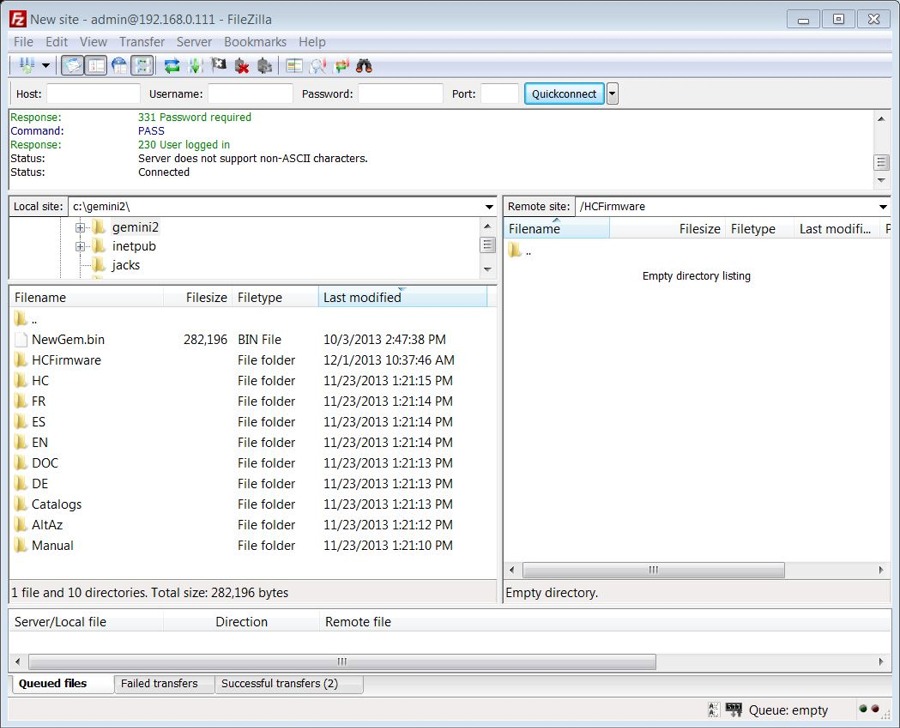 New site - admin@192.168.0.111 - FileZilla
File Edit View Transfer Server Bookmarks Help
Host: Username: Password: Port: Quickconnect
Response: 331 Password required
Command: PASS
Response: 230 User logged in
Status: Server does not support non-ASCII characters.
Status: Connected
Local site: c:\gemini2\
gemini2
inetpub
jacks
Remote site: /HCFirmware
Filename Filesize Filetype Last modifi... P
..
Empty directory listing
Empty directory.
Filename Filesize Filetype Last modified
..
NewGem.bin 282,196 BIN File 10/3/2013 2:47:38 PM
HCFirmware File folder 12/1/2013 10:37:46 AM
HC File folder 11/23/2013 1:21:15 PM
FR File folder 11/23/2013 1:21:14 PM
ES File folder 11/23/2013 1:21:14 PM
EN File folder 11/23/2013 1:21:14 PM
DOC File folder 11/23/2013 1:21:13 PM
DE File folder 11/23/2013 1:21:13 PM
Catalogs File folder 11/23/2013 1:21:13 PM
AltAz File folder 11/23/2013 1:21:12 PM
Manual File folder 11/23/2013 1:21:10 PM
1 file and 10 directories. Total size: 282,196 bytes
Server/Local file Direction Remote file
Queued files Failed transfers Successful transfers (2)
Queue: empty